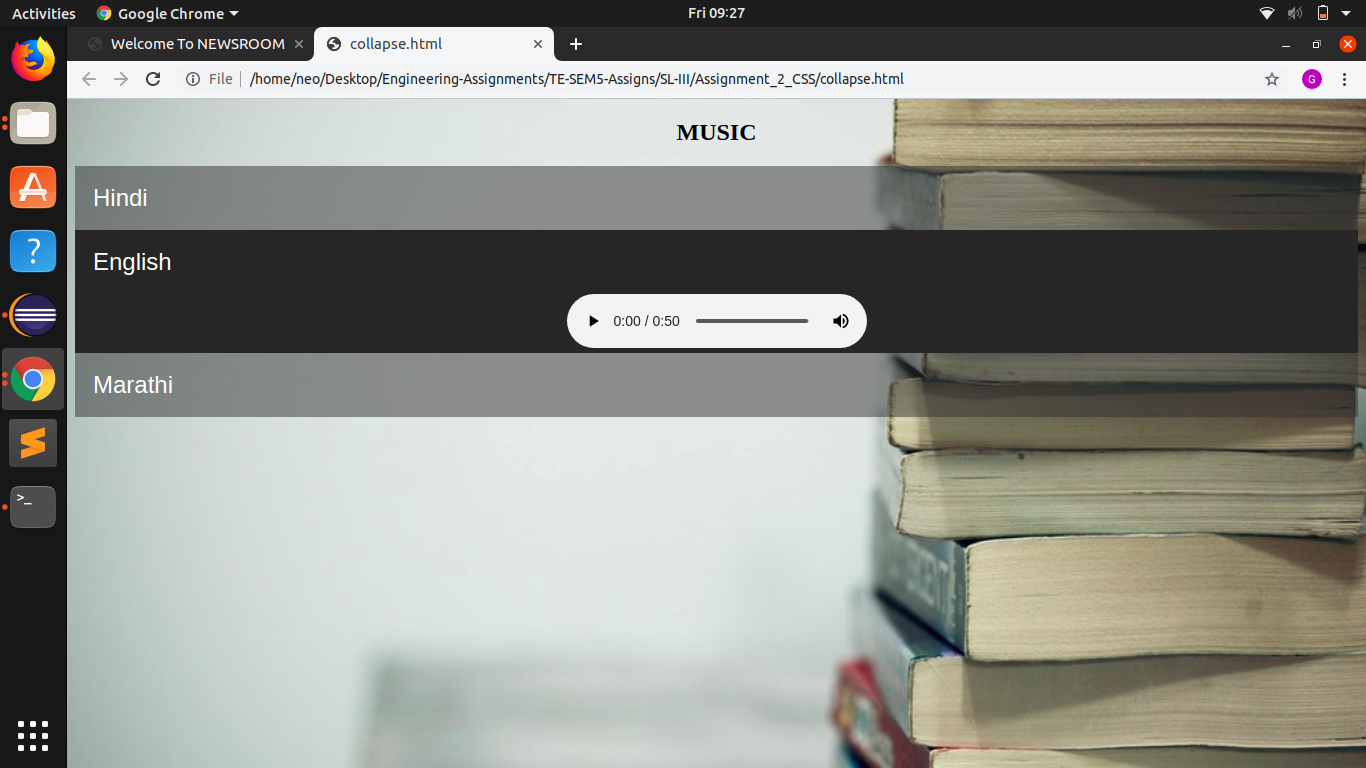 Activities Google Chrome Fri 09:27
Welcome To NEWSROOM collapse.html
File /home/neo/Desktop/Engineering-Assignments/TE-SEM5-Assigns/SL-III/Assignment_2_CSS/collapse.html G
MUSIC
Hindi
English
0:00 / 0:50
Marathi
>_